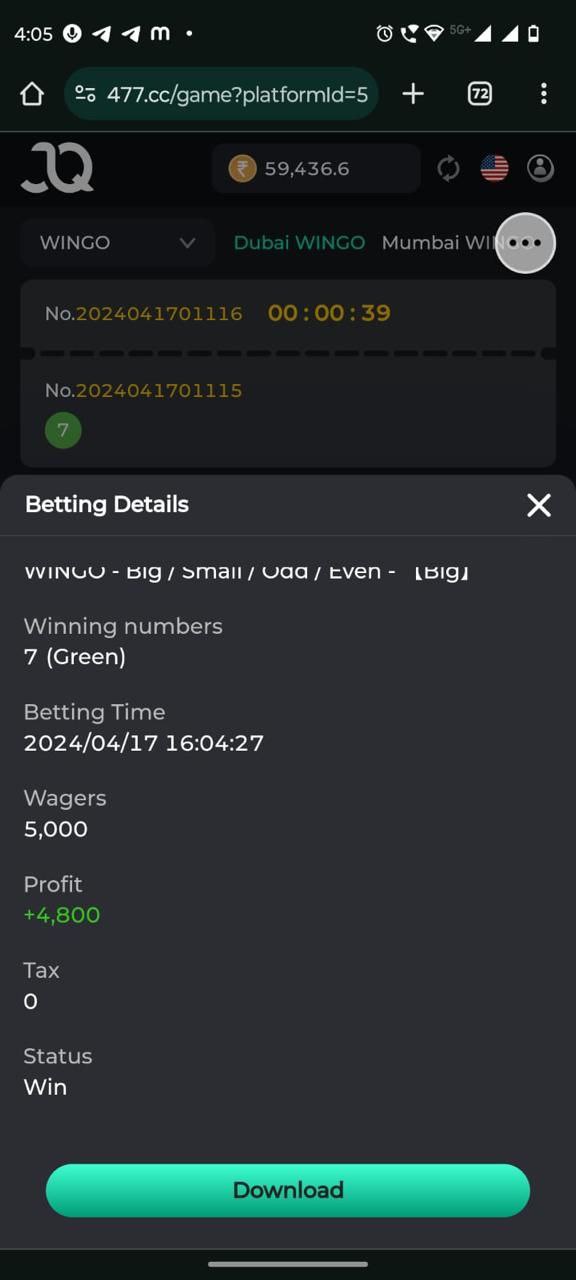 4:05
5G+
477.cc/game?platformId=5
72
JQ
59,436.6
WINGO
Dubai WINGO
Mumbai WINGO
No.2024041701116
00:00:39
No.2024041701115
7
Betting Details
WINGO - Big / Small / Odd / Even - 【Big】
Winning numbers
7 (Green)
Betting Time
2024/04/17 16:04:27
Wagers
5,000
Profit
+4,800
Tax
0
Status
Win
Download